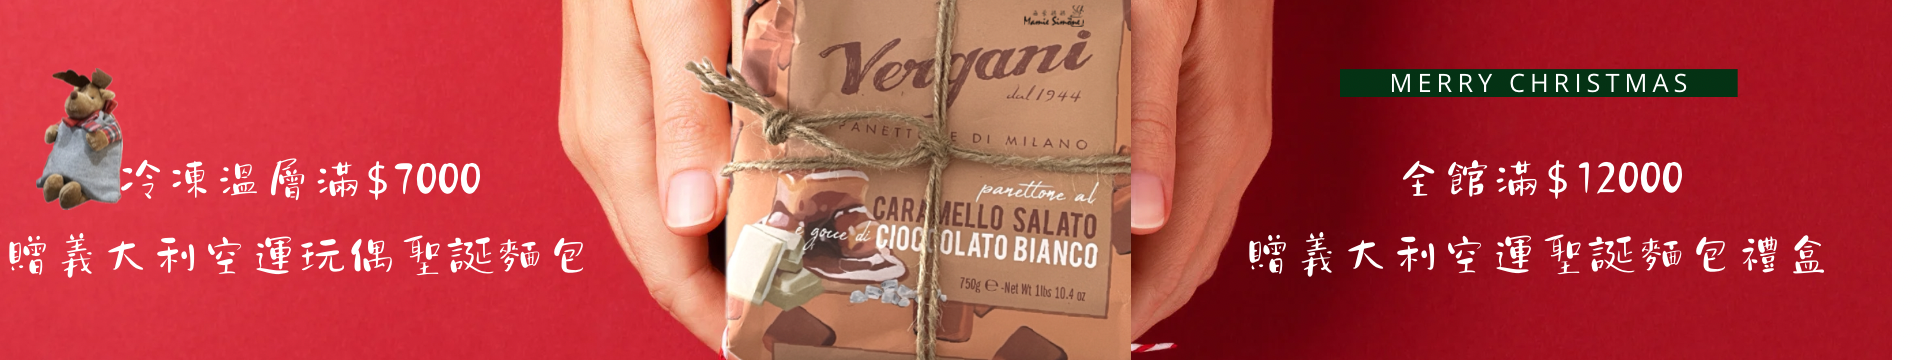 冷凍溫層滿$7000
贈義大利空運玩偶聖誕麵包
Mamie Simone
Vergani
dal 1944
PANETTONE DI MILANO
panettone al
CARAMELLO SALATO
e gocce di CIOCCOLATO BIANCO
750g ℮ -Net Wt 1lbs 10.4 oz
MERRY CHRISTMAS
全館滿$12000
贈義大利空運聖誕麵包禮盒